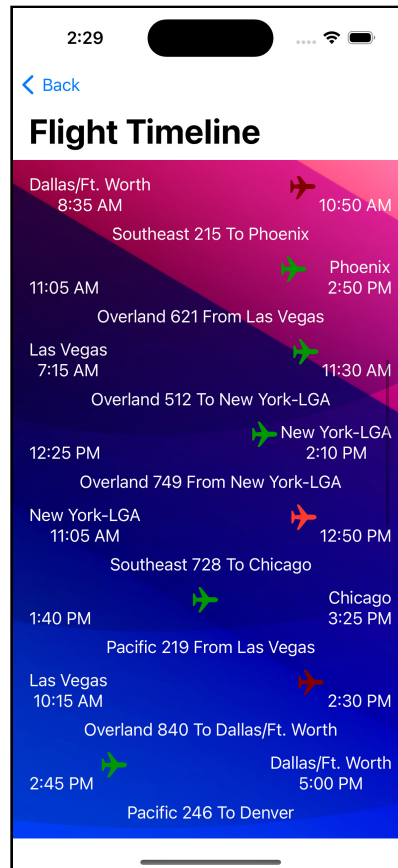 2:29
Back
Flight Timeline
Dallas/Ft. Worth
8:35 AM 10:50 AM
Southeast 215 To Phoenix
Phoenix
11:05 AM 2:50 PM
Overland 621 From Las Vegas
Las Vegas
7:15 AM 11:30 AM
Overland 512 To New York-LGA
New York-LGA
12:25 PM 2:10 PM
Overland 749 From New York-LGA
New York-LGA
11:05 AM 12:50 PM
Southeast 728 To Chicago
Chicago
1:40 PM 3:25 PM
Pacific 219 From Las Vegas
Las Vegas
10:15 AM 2:30 PM
Overland 840 To Dallas/Ft. Worth
Dallas/Ft. Worth
2:45 PM 5:00 PM
Pacific 246 To Denver